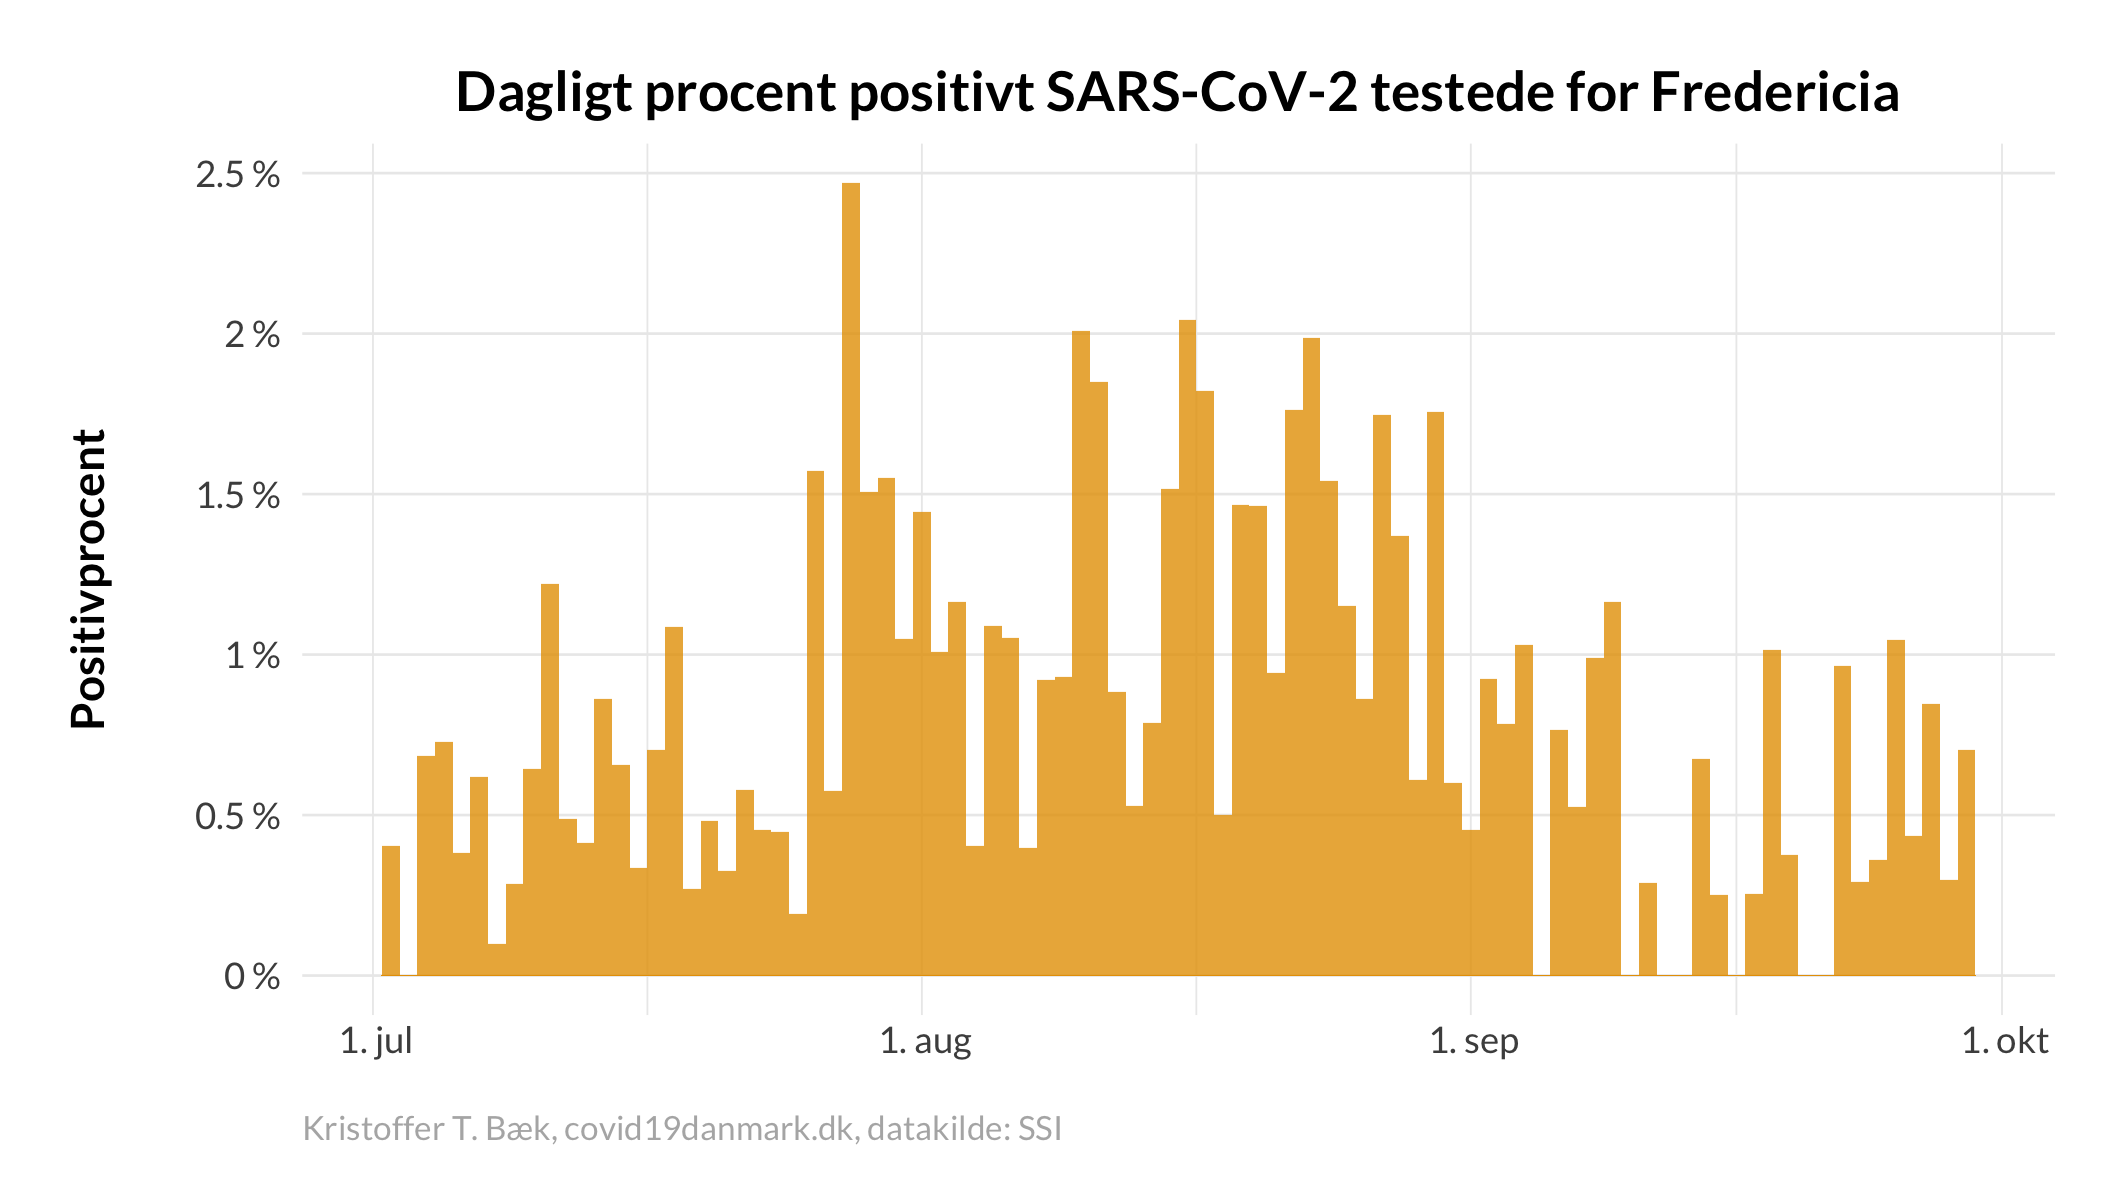 Dagligt procent positivt SARS-CoV-2 testede for Fredericia
Positivprocent
2.5 %
2 %
1.5 %
1 %
0.5 %
0 %
1. jul
1. aug
1. sep
1. okt
Kristoffer T. Bæk, covid19danmark.dk, datakilde: SSI